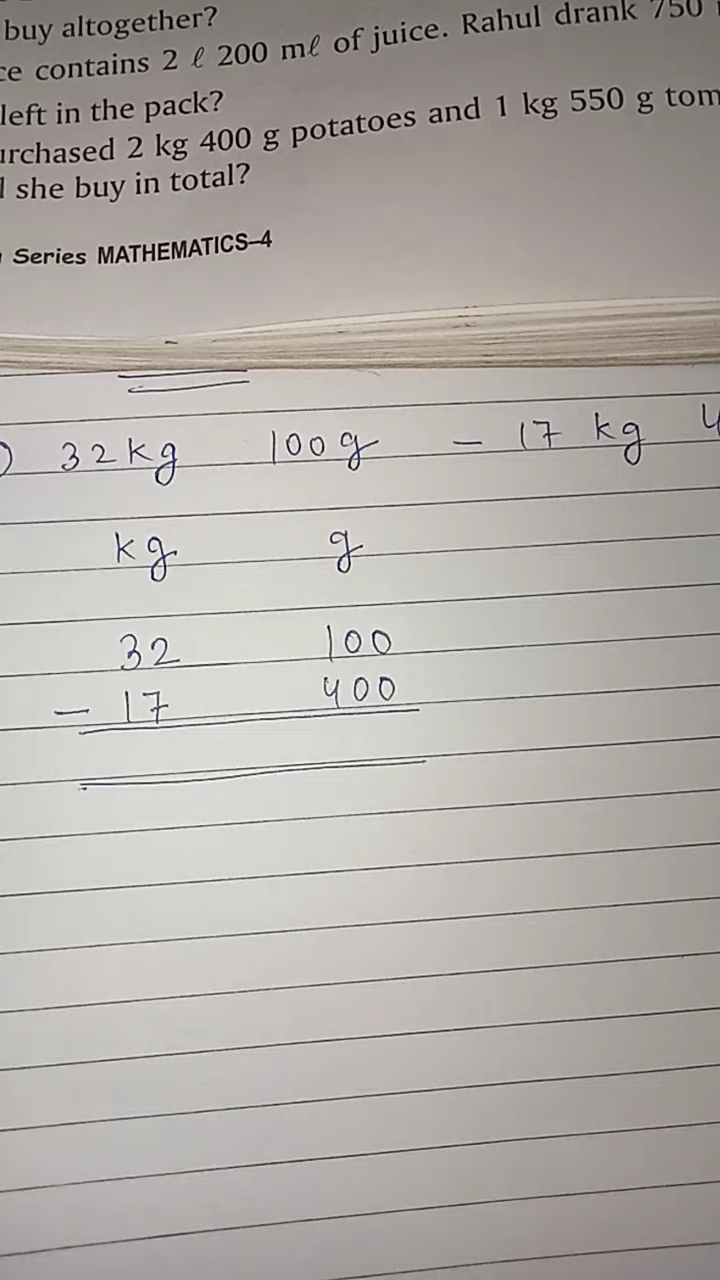 buy altogether?
ce contains 2 ℓ 200 mℓ of juice. Rahul drank 750
left in the pack?
urchased 2 kg 400 g potatoes and 1 kg 550 g tom
she buy in total?
Series MATHEMATICS–4
) 32 kg 100 g - 17 kg 4
kg g
32 100
- 17 400